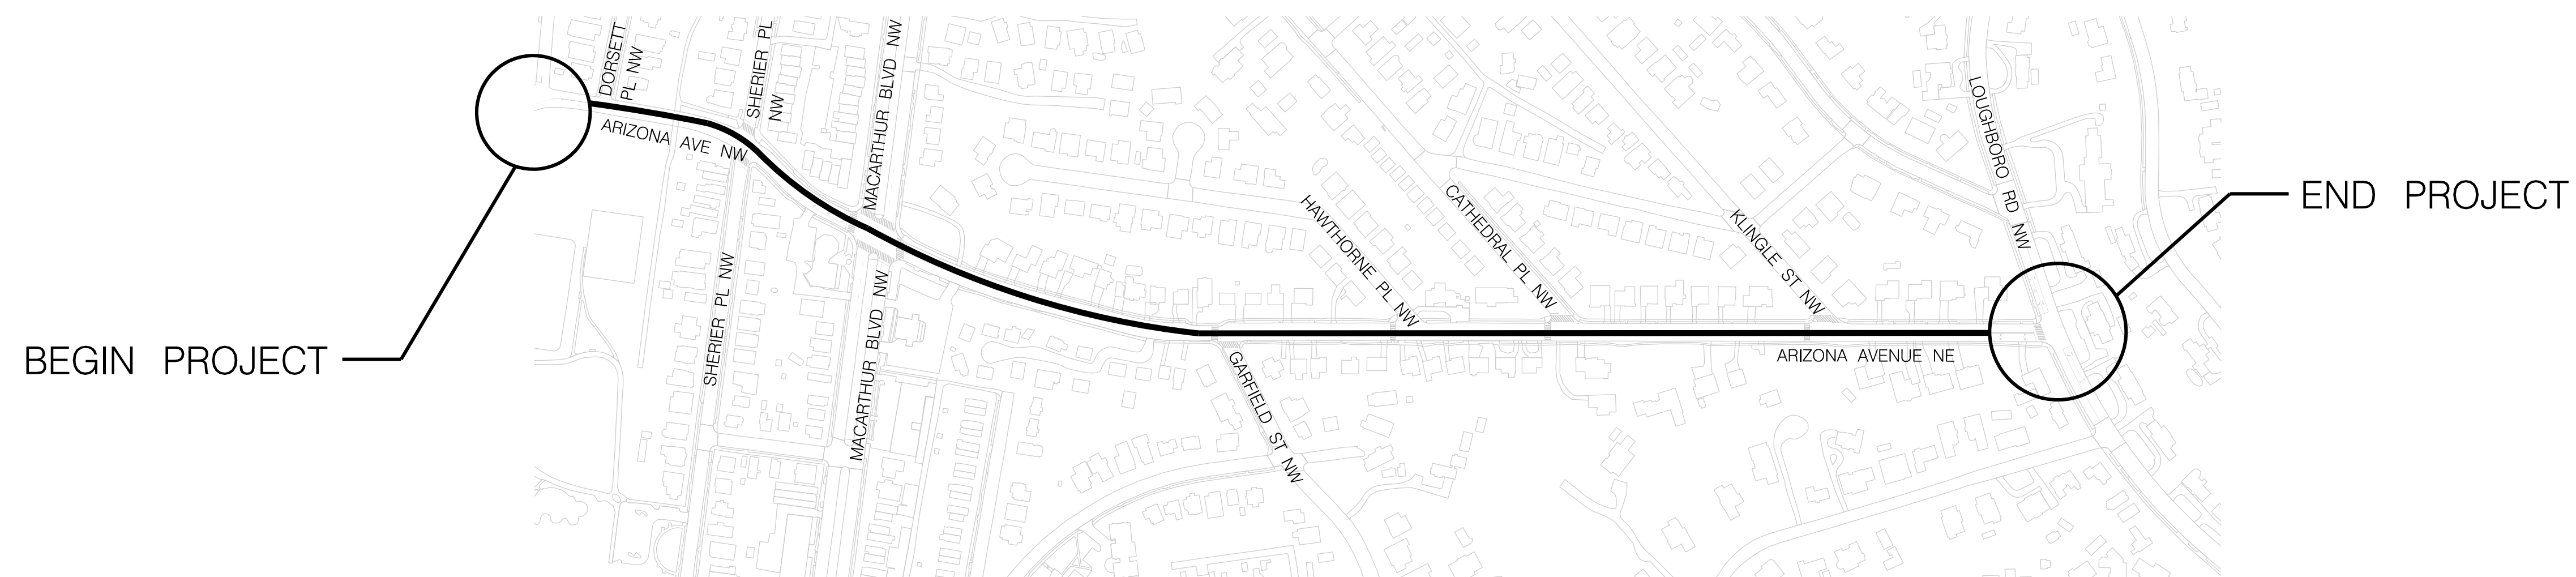 DORSETT
PL NW
SHERIER PL
NW
MACARTHUR BLVD NW
ARIZONA AVE NW
LOUGHBORO RD NW
END PROJECT
HAWTHORNE PL NW
CATHEDRAL PL NW
KLINGLE ST NW
SHERIER PL NW
MACARTHUR BLVD NW
BEGIN PROJECT
GARFIELD ST NW
ARIZONA AVENUE NE